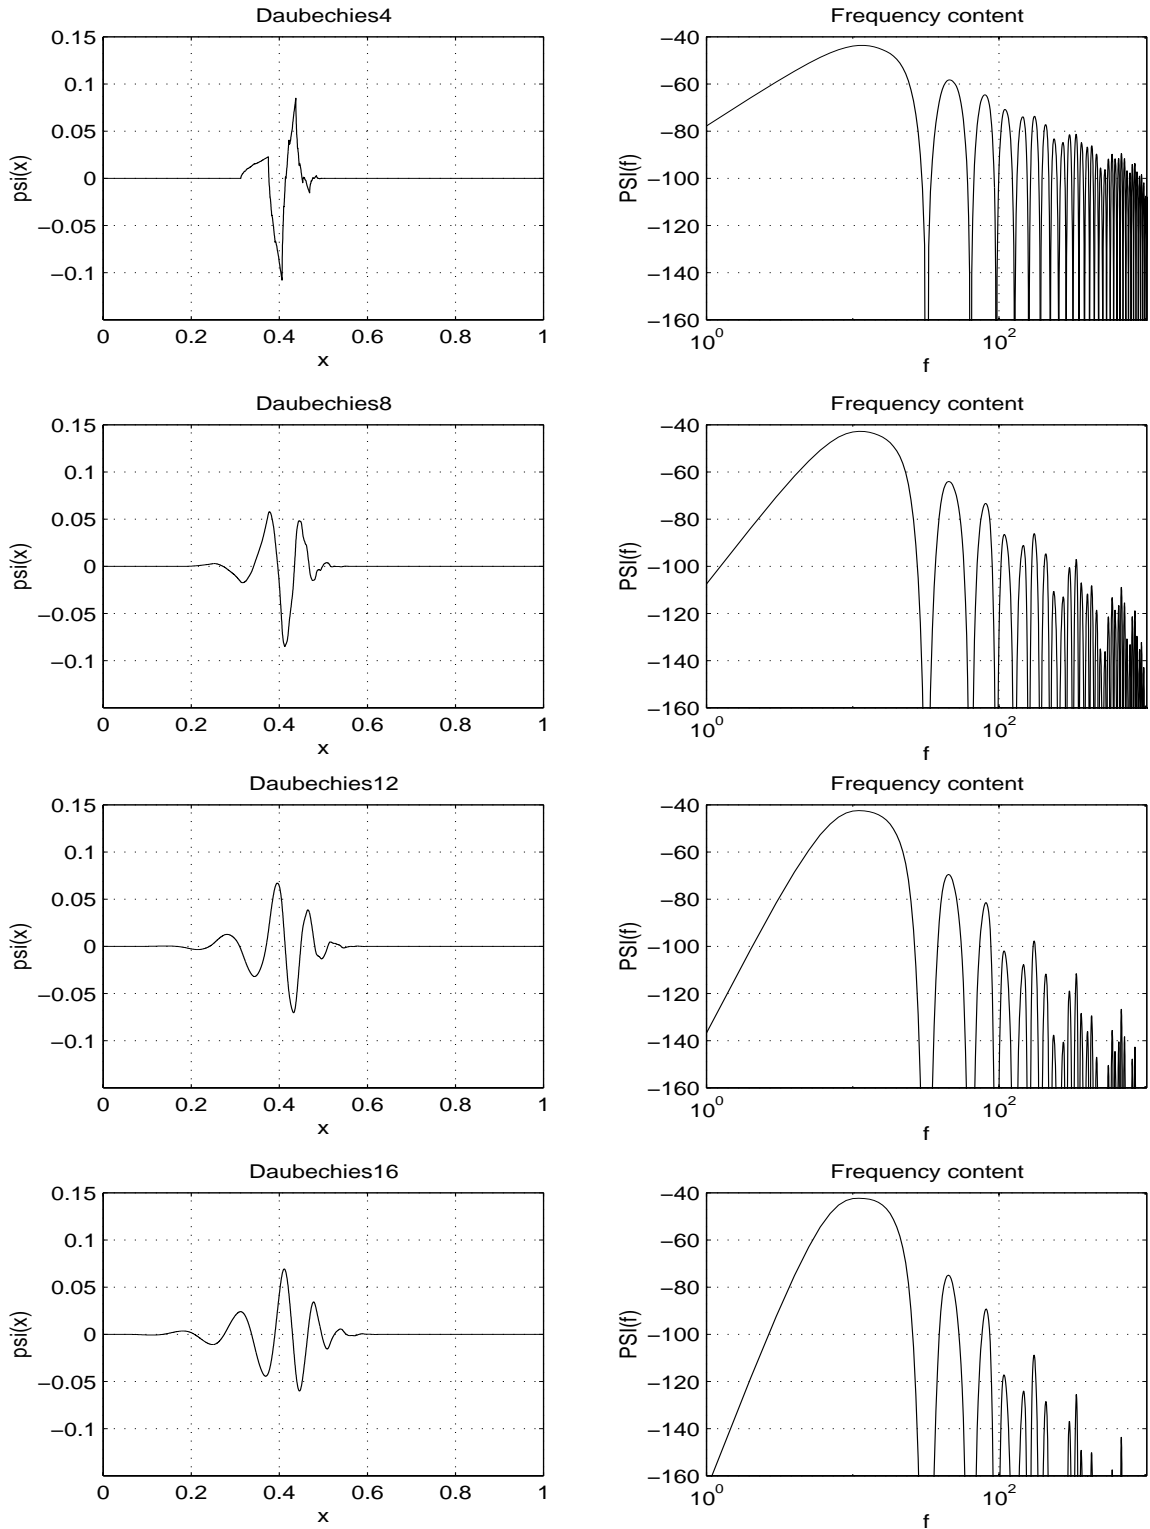 Daubechies4
0.15
0.1
0.05
0
−0.05
−0.1
psi(x)
0 0.2 0.4 0.6 0.8 1
x
Frequency content
−40
−60
−80
−100
−120
−140
−160
PSI(f)
10^0 10^2
f
Daubechies8
0.15
0.1
0.05
0
−0.05
−0.1
psi(x)
0 0.2 0.4 0.6 0.8 1
x
Frequency content
−40
−60
−80
−100
−120
−140
−160
PSI(f)
10^0 10^2
f
Daubechies12
0.15
0.1
0.05
0
−0.05
−0.1
psi(x)
0 0.2 0.4 0.6 0.8 1
x
Frequency content
−40
−60
−80
−100
−120
−140
−160
PSI(f)
10^0 10^2
f
Daubechies16
0.15
0.1
0.05
0
−0.05
−0.1
psi(x)
0 0.2 0.4 0.6 0.8 1
x
Frequency content
−40
−60
−80
−100
−120
−140
−160
PSI(f)
10^0 10^2
f